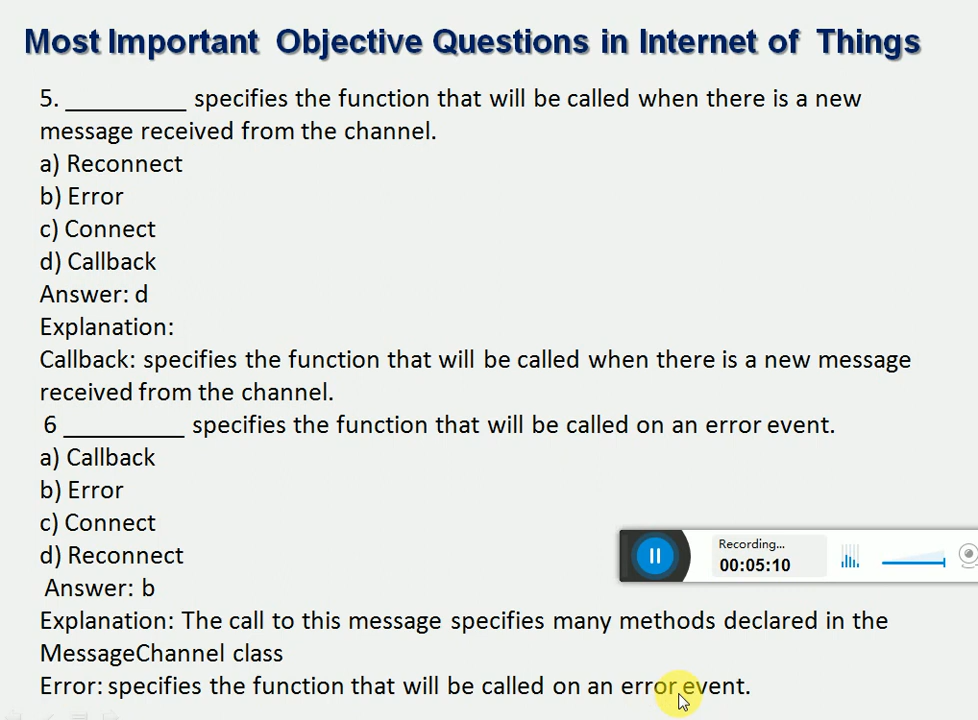 Most Important Objective Questions in Internet of Things
5. __________ specifies the function that will be called when there is a new
message received from the channel.
a) Reconnect
b) Error
c) Connect
d) Callback
Answer: d
Explanation:
Callback: specifies the function that will be called when there is a new message
received from the channel.
6 __________ specifies the function that will be called on an error event.
a) Callback
b) Error
c) Connect
d) Reconnect
Recording...
00:05:10
Answer: b
Explanation: The call to this message specifies many methods declared in the
MessageChannel class
Error: specifies the function that will be called on an error event.